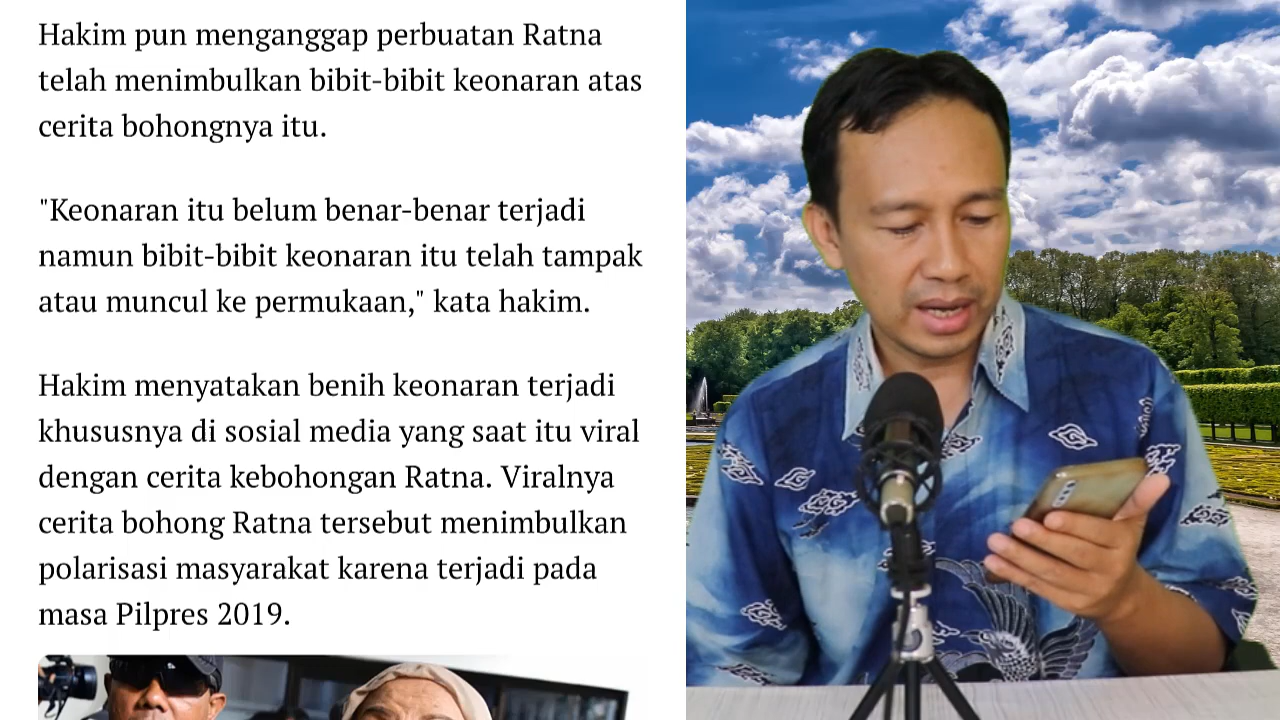 Hakim pun menganggap perbuatan Ratna
telah menimbulkan bibit-bibit keonaran atas
cerita bohongnya itu.
"Keonaran itu belum benar-benar terjadi
namun bibit-bibit keonaran itu telah tampak
atau muncul ke permukaan," kata hakim.
Hakim menyatakan benih keonaran terjadi
khususnya di sosial media yang saat itu viral
dengan cerita kebohongan Ratna. Viralnya
cerita bohong Ratna tersebut menimbulkan
polarisasi masyarakat karena terjadi pada
masa Pilpres 2019.